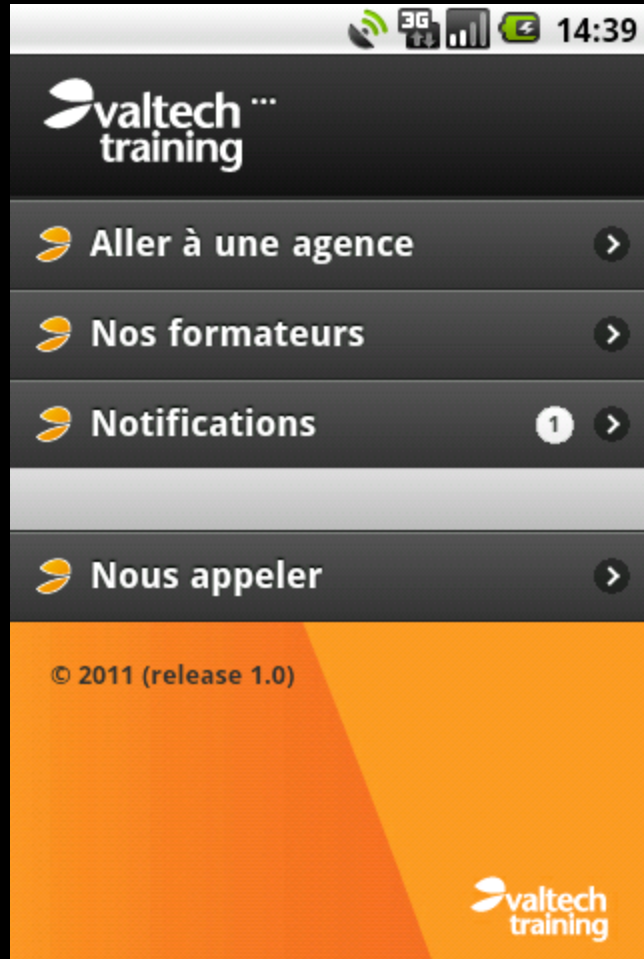 3G
14:39
valtech ...
training
Aller à une agence
Nos formateurs
Notifications
1
Nous appeler
© 2011 (release 1.0)
valtech
training